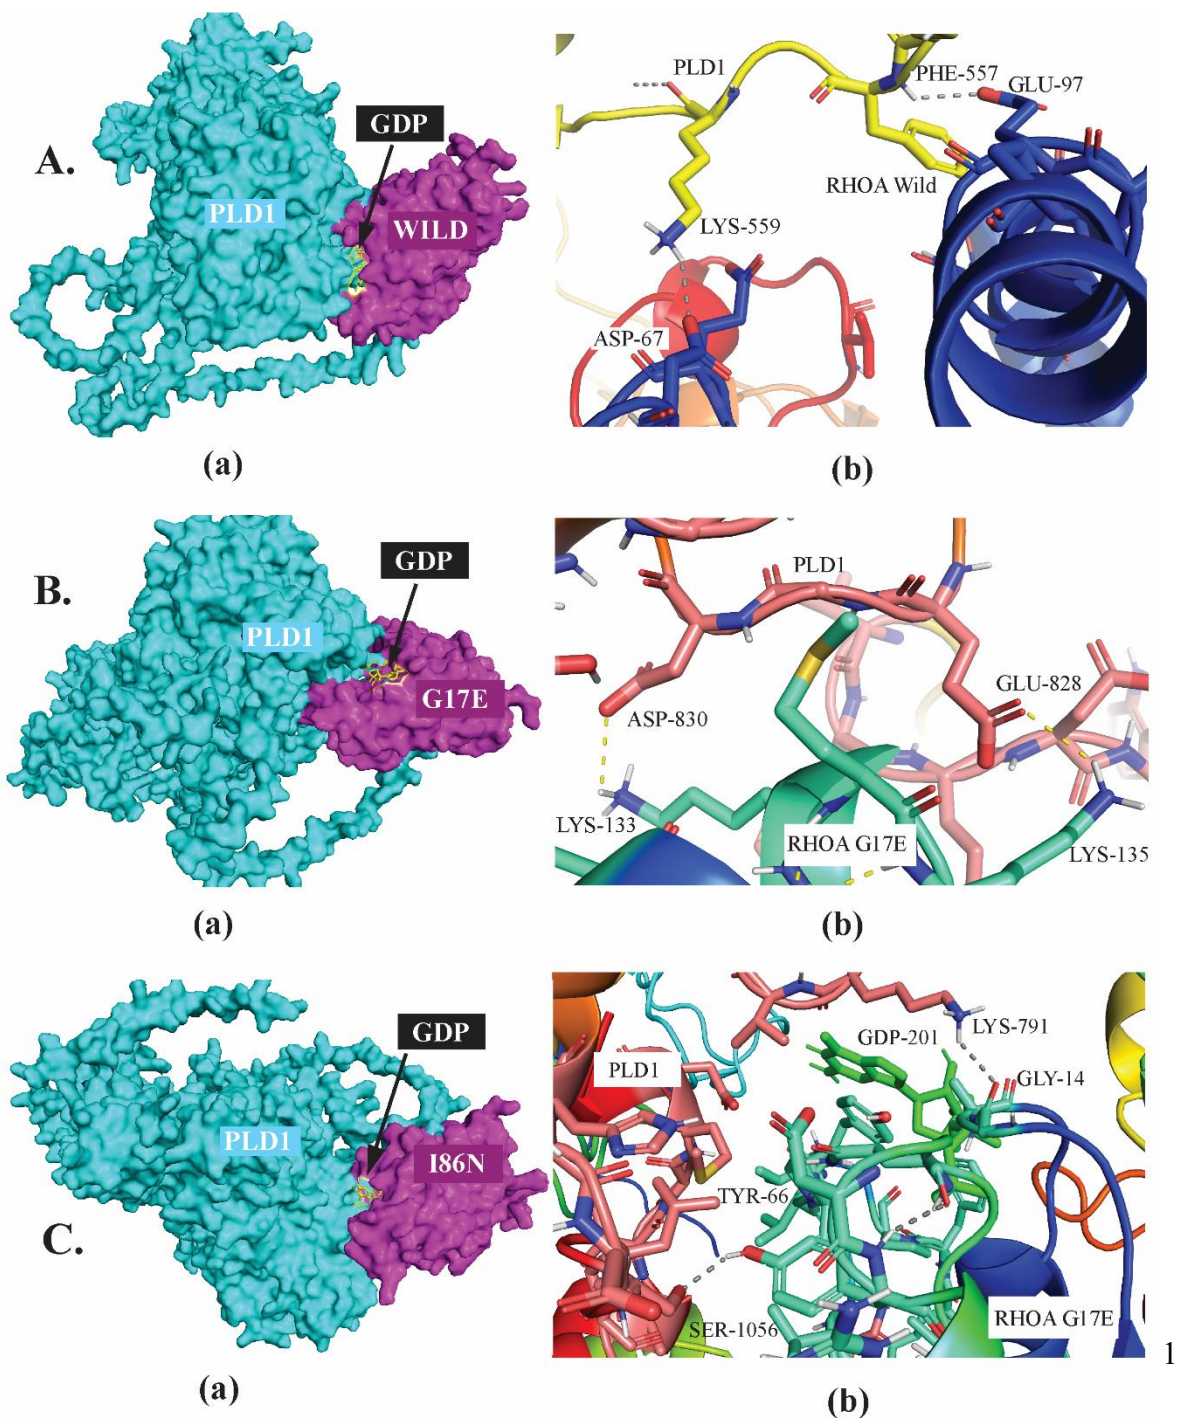 A.
GDP
PLD1
WILD
(a)
PLD1
PHE-557
GLU-97
RHOA Wild
LYS-559
ASP-67
(b)
B.
GDP
PLD1
G17E
(a)
PLD1
GLU-828
ASP-830
LYS-133
RHOA G17E
LYS-135
(b)
C.
GDP
PLD1
I86N
(a)
LYS-791
GDP-201
PLD1
GLY-14
TYR-66
SER-1056
RHOA G17E
(b)
1